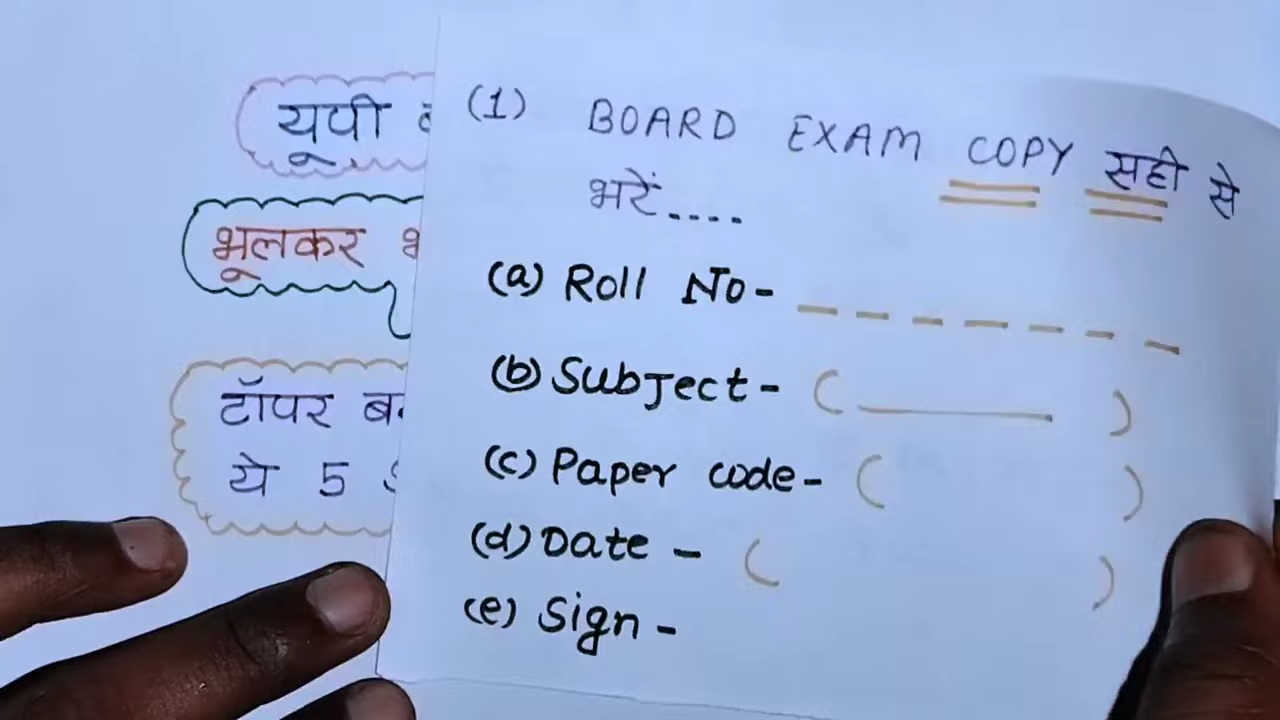 यूपी
भूलकर
टॉपर
ये 5
(1) BOARD EXAM COPY सही से
भरें....
(a) Roll No-
(b) Subject- ( )
(c) Paper code- ( )
(d) Date - ( )
(e) Sign -